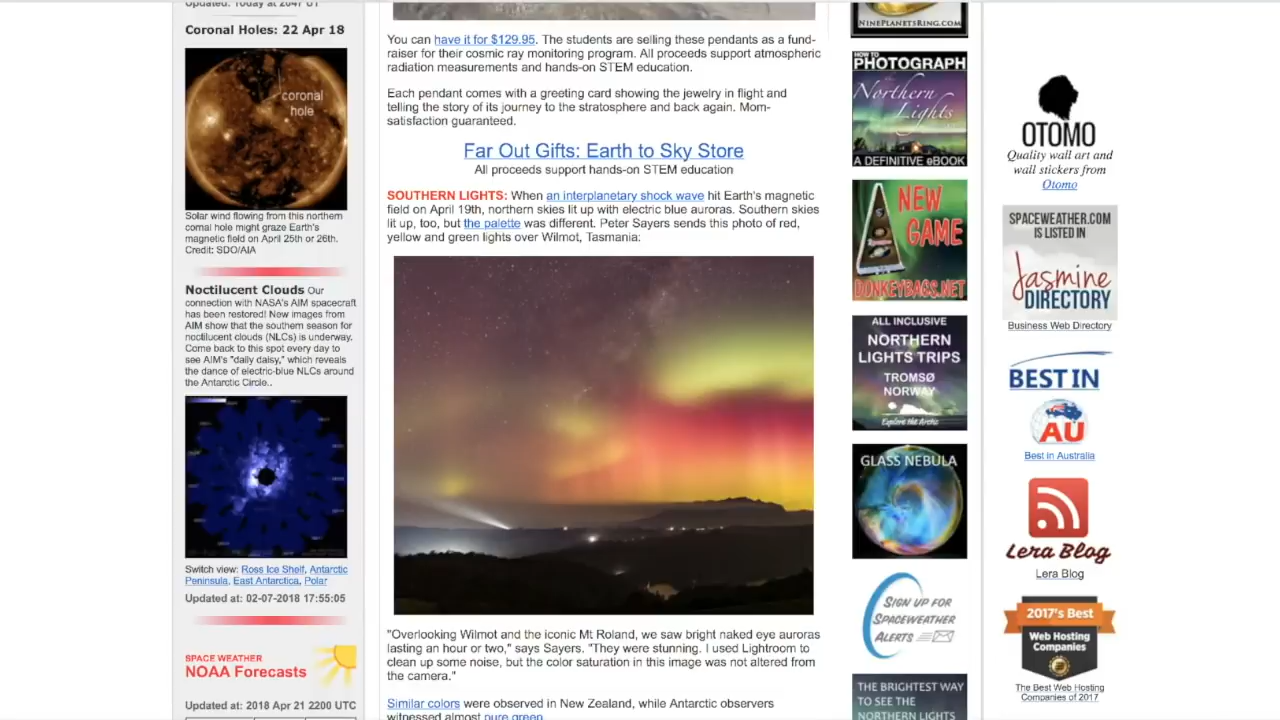 Updated: Today at 2047 UT
Coronal Holes: 22 Apr 18
coronal
hole
Solar wind flowing from this northern
cornal hole might graze Earth's
magnetic field on April 25th or 26th.
Credit: SDO/AIA
Noctilucent Clouds Our
connection with NASA's AIM spacecraft
has been restored! New images from
AIM show that the southern season for
noctilucent clouds (NLCs) is underway.
Come back to this spot every day to
see AIM's "daily daisy," which reveals
the dance of electric-blue NLCs around
the Antarctic Circle..
Switch view: Ross Ice Shelf, Antarctic
Peninsula, East Antarctica, Polar
Updated at: 02-07-2018 17:55:05
SPACE WEATHER
NOAA Forecasts
Updated at: 2018 Apr 21 2200 UTC
You can have it for $129.95. The students are selling these pendants as a fund-
raiser for their cosmic ray monitoring program. All proceeds support atmospheric
radiation measurements and hands-on STEM education.
Each pendant comes with a greeting card showing the jewelry in flight and
telling the story of its journey to the stratosphere and back again. Mom-
satisfaction guaranteed.
Far Out Gifts: Earth to Sky Store
All proceeds support hands-on STEM education
SOUTHERN LIGHTS: When an interplanetary shock wave hit Earth's magnetic
field on April 19th, northern skies lit up with electric blue auroras. Southern skies
lit up, too, but the palette was different. Peter Sayers sends this photo of red,
yellow and green lights over Wilmot, Tasmania:
"Overlooking Wilmot and the iconic Mt Roland, we saw bright naked eye auroras
lasting an hour or two," says Sayers. "They were stunning. I used Lightroom to
clean up some noise, but the color saturation in this image was not altered from
the camera."
Similar colors were observed in New Zealand, while Antarctic observers
witnessed almost pure green.
NINEPLANETSRING.COM
HOW TO
PHOTOGRAPH
Northern
Lights
A DEFINITIVE eBOOK
NEW
GAME
DONKEYBAGS.NET
ALL INCLUSIVE
NORTHERN
LIGHTS TRIPS
TROMSØ
NORWAY
Explore the Arctic
GLASS NEBULA
SIGN UP FOR
SPACEWEATHER
ALERTS
THE BRIGHTEST WAY
TO SEE THE
NORTHERN LIGHTS
OTOMO
Quality wall art and
wall stickers from
Otomo
SPACEWEATHER.COM
IS LISTED IN
Jasmine
DIRECTORY
Business Web Directory
BEST IN
AU
Best in Australia
Lera Blog
Lera Blog
2017's Best
Web Hosting
Companies
The Best Web Hosting
Companies of 2017